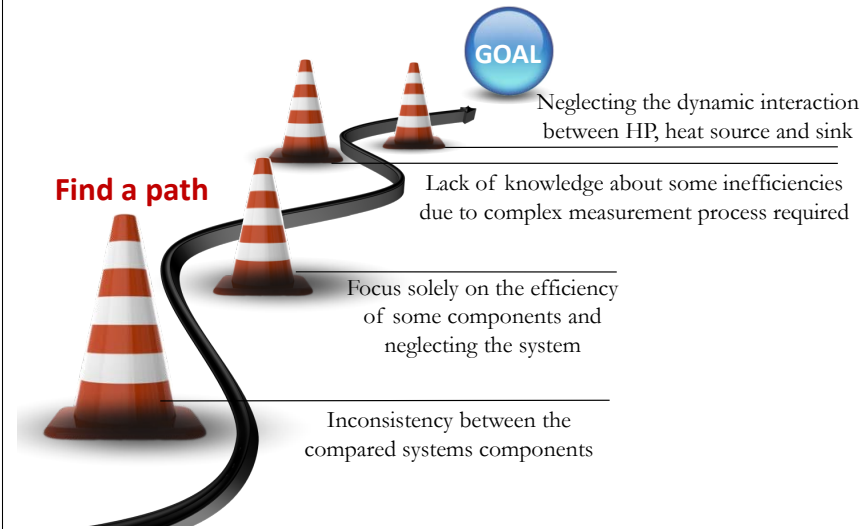 GOAL
Neglecting the dynamic interaction
between HP, heat source and sink
Find a path
Lack of knowledge about some inefficiencies
due to complex measurement process required
Focus solely on the efficiency
of some components and
neglecting the system
Inconsistency between the
compared systems components